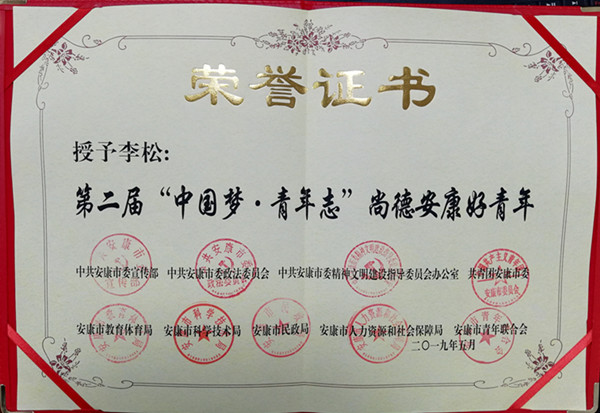 荣誉证书
授予李松:
第二届“中国梦·青年志”尚德安康好青年
中共安康市委宣传部 中共安康市委政法委员会 中共安康市委精神文明建设指导委员会办公室 共青团安康市委
安康市教育体育局 安康市科学技术局 安康市民政局 安康市人力资源和社会保障局 安康市青年联合会
二〇一九年五月